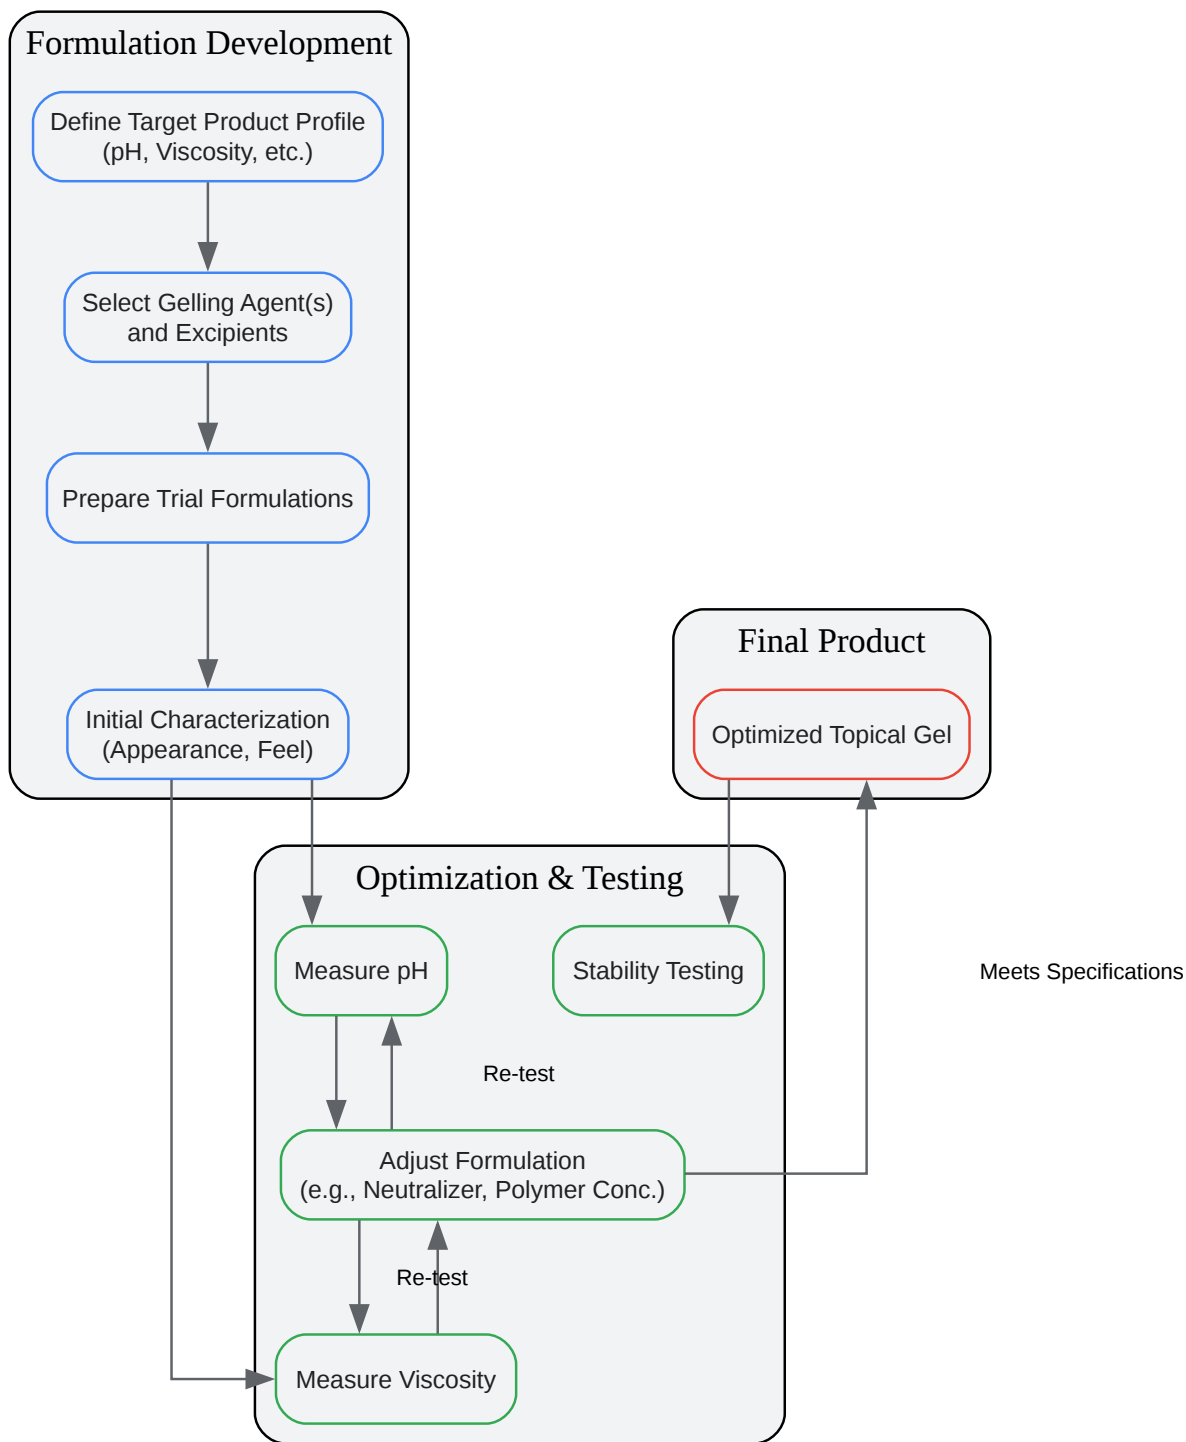 Formulation Development
Define Target Product Profile
(pH, Viscosity, etc.)
Select Gelling Agent(s)
and Excipients
Prepare Trial Formulations
Initial Characterization
(Appearance, Feel)
Final Product
Optimized Topical Gel
Optimization & Testing
Measure pH
Stability Testing
Meets Specifications
Re-test
Adjust Formulation
(e.g., Neutralizer, Polymer Conc.)
Re-test
Measure Viscosity